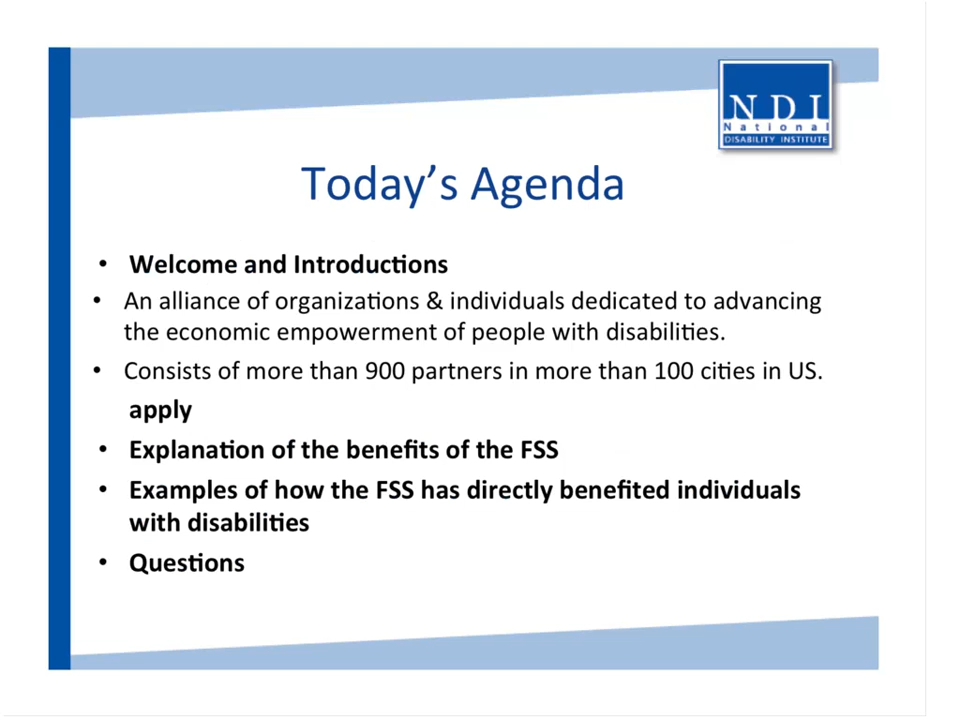 NDI
National
DISABILITY INSTITUTE
Today's Agenda
• Welcome and Introductions
• An alliance of organizations & individuals dedicated to advancing
the economic empowerment of people with disabilities.
• Consists of more than 900 partners in more than 100 cities in US.
apply
• Explanation of the benefits of the FSS
• Examples of how the FSS has directly benefited individuals
with disabilities
• Questions